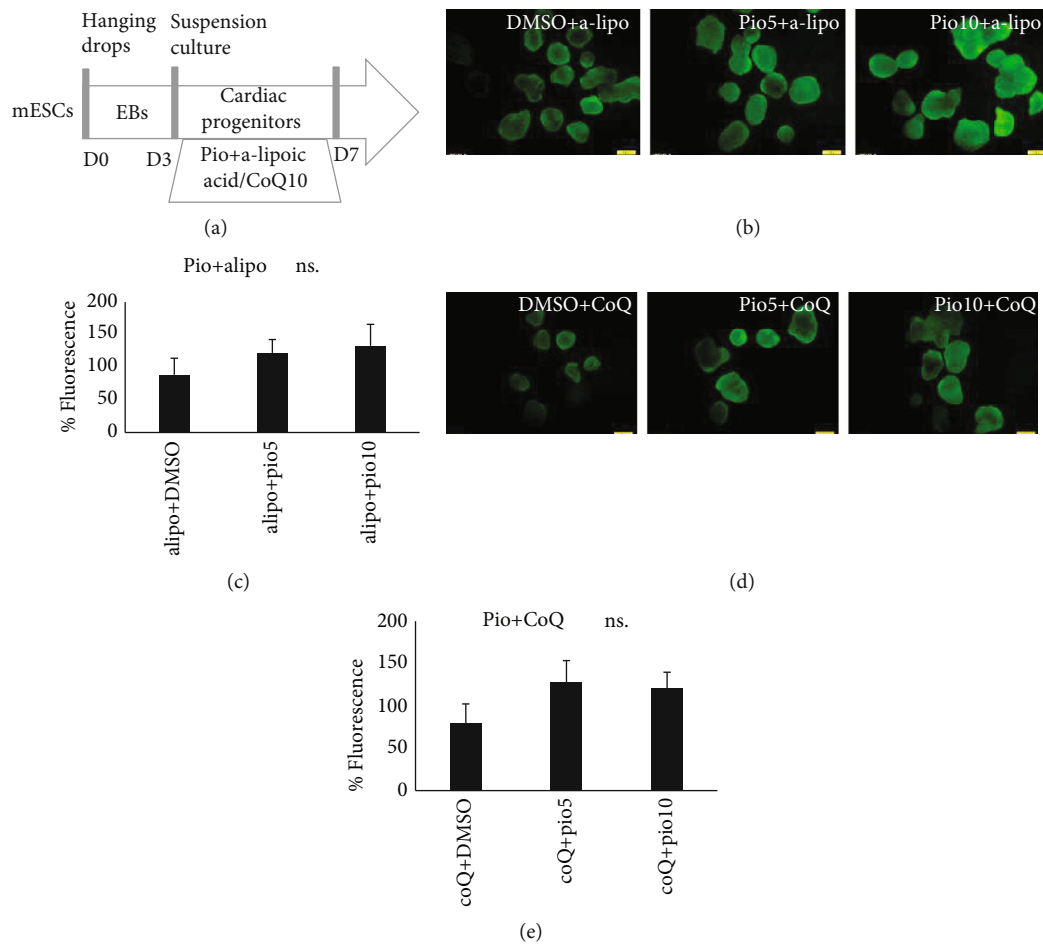 Hanging
drops
Suspension
culture
mESCs
EBs
Cardiac
progenitors
D0
D3
Pio+a-lipoic
acid/CoQ10
D7
(a)
DMSO+a-lipo
Pio5+a-lipo
Pio10+a-lipo
(b)
Pio+alipo ns.
% Fluorescence
200
150
100
50
0
alipo+DMSO
alipo+pio5
alipo+pio10
(c)
DMSO+CoQ
Pio5+CoQ
Pio10+CoQ
(d)
Pio+CoQ ns.
% Fluorescence
200
150
100
50
0
coQ+DMSO
coQ+pio5
coQ+pio10
(e)